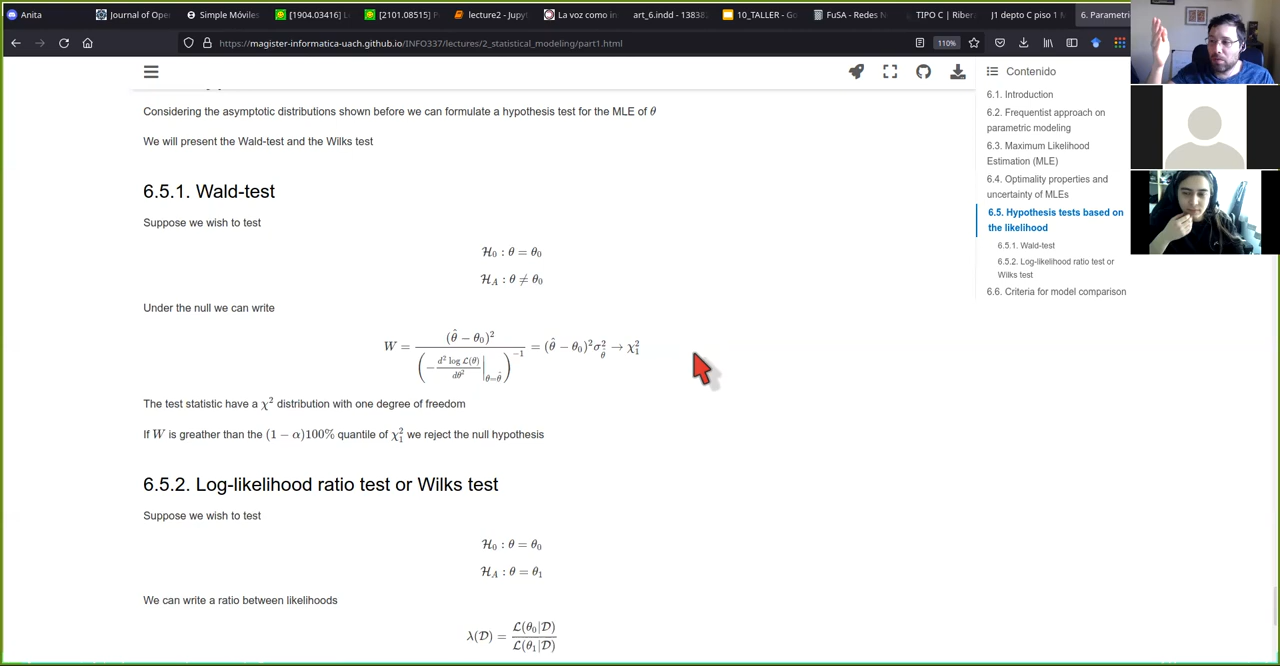 Anita
Journal of Oper
Simple Móviles
[1904.03416] L
[2101.08515] P
lecture2 - Jupyt
La voz como in
art_6.indd - 13838
10_TALLER - Go
FuSA - Redes N
TIPO C | Ribera
J1 depto C piso 1 M
6. Parametri
https://magister-informatica-uach.github.io/INFO337/lectures/2_statistical_modeling/part1.html
110%
Considering the asymptotic distributions shown before we can formulate a hypothesis test for the MLE of θ
We will present the Wald-test and the Wilks test
6.5.1. Wald-test
Suppose we wish to test
ℋ₀ : θ = θ₀
ℋ_A : θ ≠ θ₀
Under the null we can write
W = (θ̂ − θ₀)² / (−d² log ℒ(θ)/dθ² |_{θ=θ̂})⁻¹ = (θ̂ − θ₀)²σ²_θ̂ → χ²₁
The test statistic have a χ² distribution with one degree of freedom
If W is greather than the (1 − α)100% quantile of χ²₁ we reject the null hypothesis
6.5.2. Log-likelihood ratio test or Wilks test
Suppose we wish to test
ℋ₀ : θ = θ₀
ℋ_A : θ = θ₁
We can write a ratio between likelihoods
λ(𝒟) = ℒ(θ₀|𝒟) / ℒ(θ₁|𝒟)
Contenido
6.1. Introduction
6.2. Frequentist approach on
parametric modeling
6.3. Maximum Likelihood
Estimation (MLE)
6.4. Optimality properties and
uncertainty of MLEs
6.5. Hypothesis tests based on
the likelihood
6.5.1. Wald-test
6.5.2. Log-likelihood ratio test or
Wilks test
6.6. Criteria for model comparison